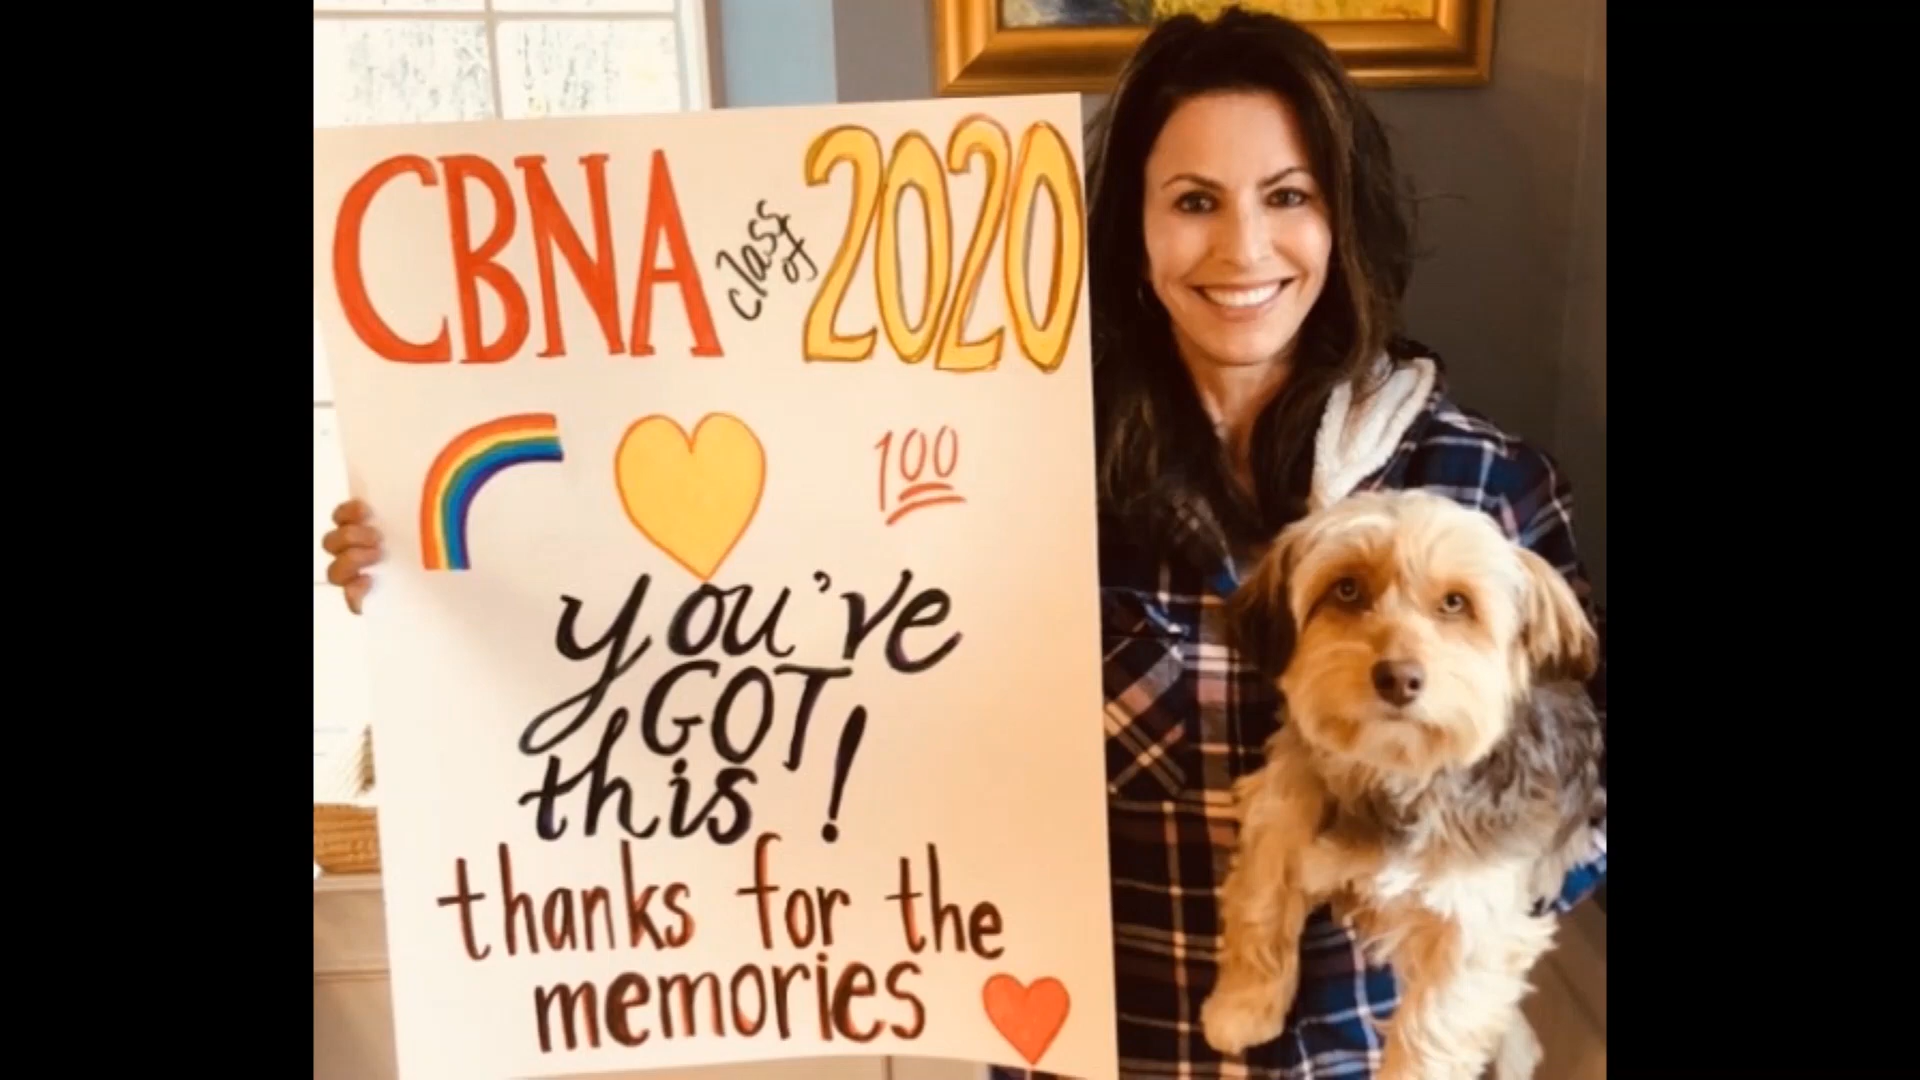 CBNA class of 2020
100
you've
GOT
this!
thanks for the
memories